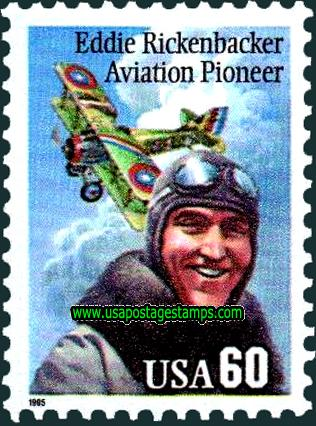 Eddie Rickenbacker
Aviation Pioneer
www.usapostagestamps.com
USA 60
1995